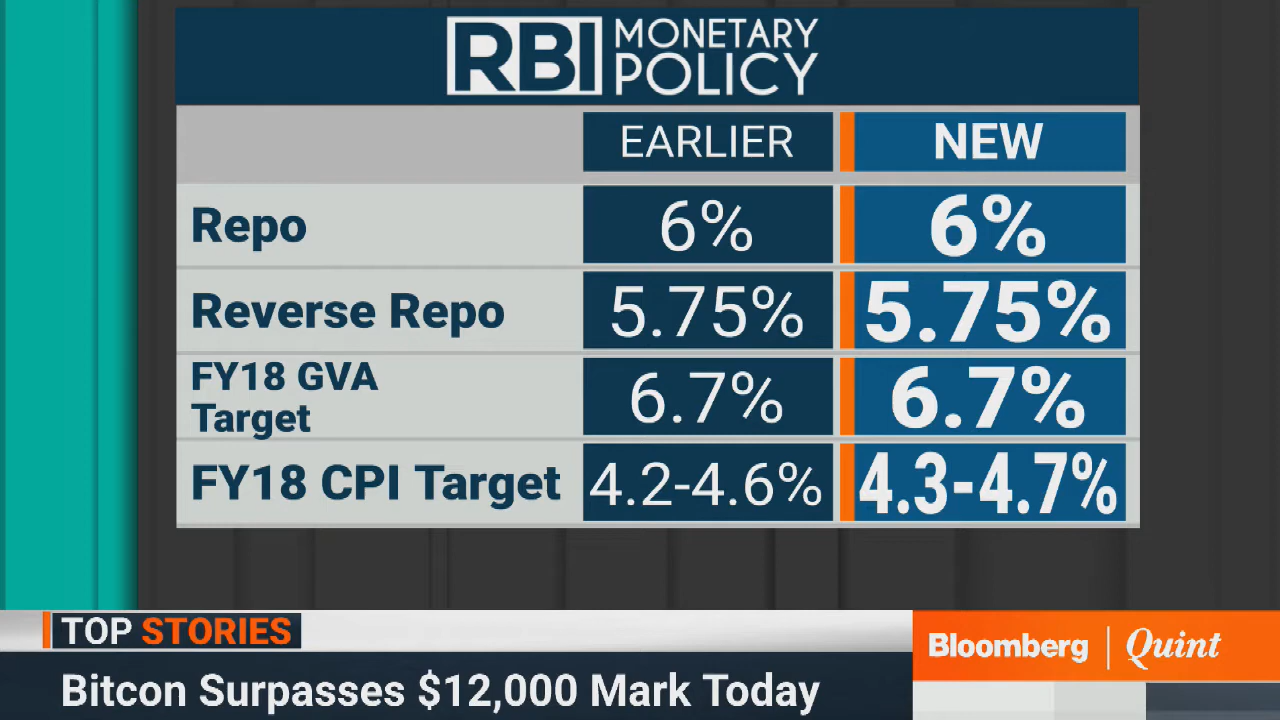 RBI MONETARY POLICY
EARLIER NEW
Repo 6% 6%
Reverse Repo 5.75% 5.75%
FY18 GVA Target 6.7% 6.7%
FY18 CPI Target 4.2-4.6% 4.3-4.7%
TOP STORIES
Bloomberg | Quint
Bitcon Surpasses $12,000 Mark Today